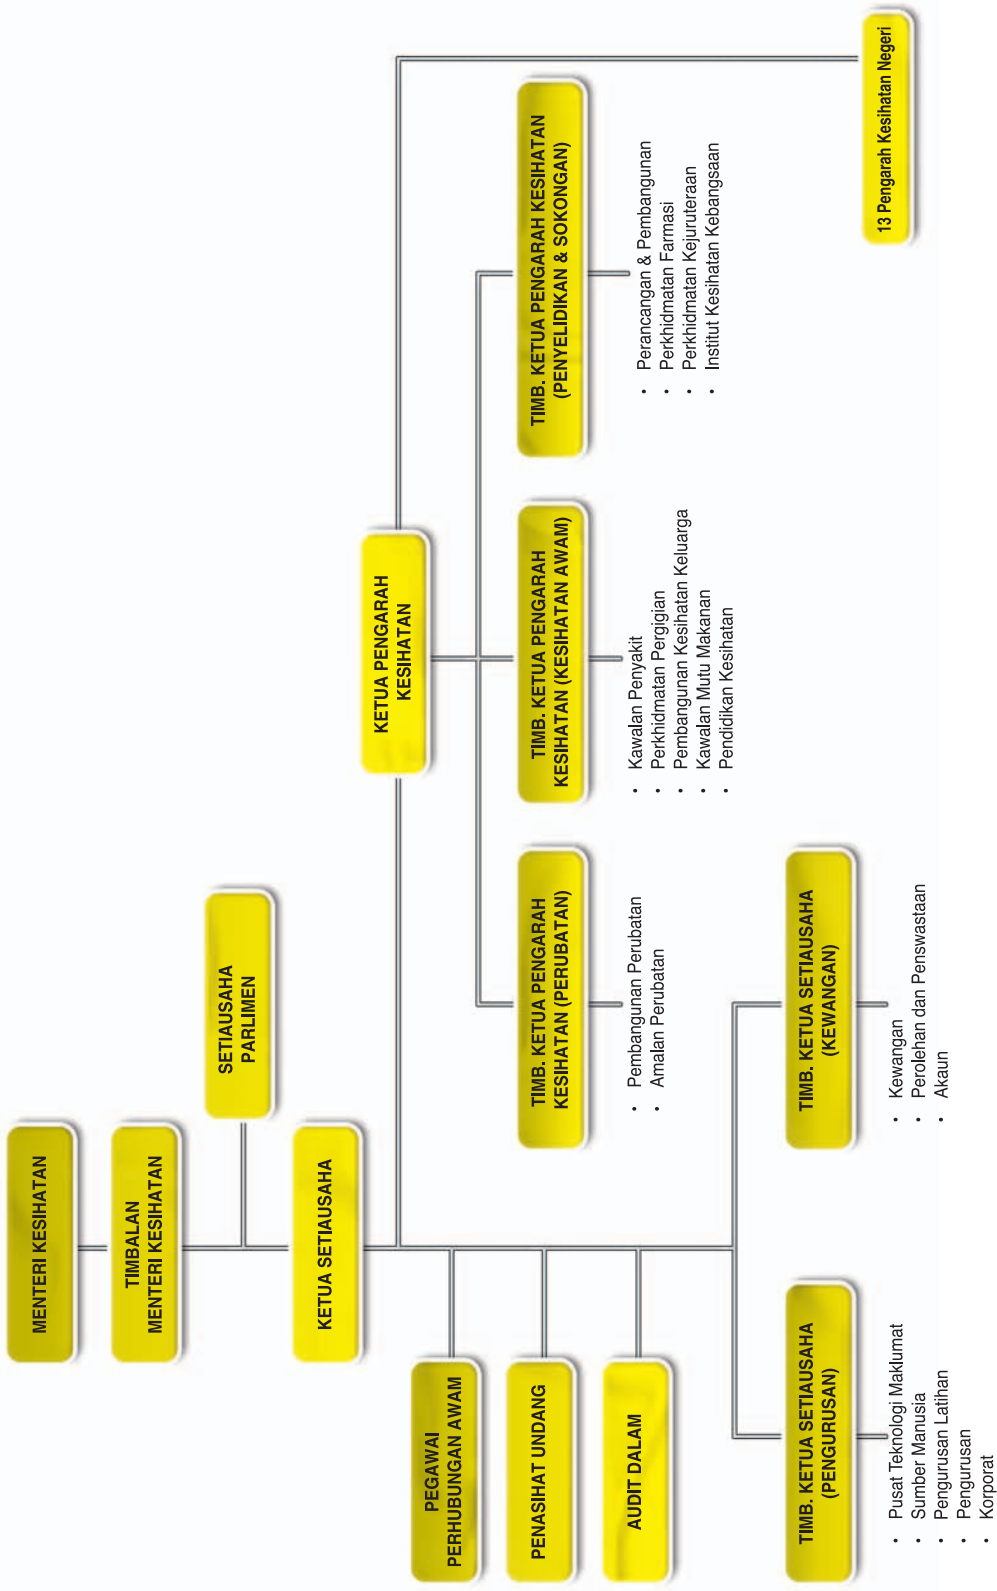 MENTERI KESIHATAN
TIMBALAN
MENTERI KESIHATAN
SETIAUSAHA
PARLIMEN
KETUA SETIAUSAHA
KETUA PENGARAH
KESIHATAN
PEGAWAI
PERHUBUNGAN AWAM
PENASIHAT UNDANG
AUDIT DALAM
TIMB. KETUA PENGARAH
KESIHATAN (PERUBATAN)
• Pembangunan Perubatan
• Amalan Perubatan
TIMB. KETUA PENGARAH
KESIHATAN (KESIHATAN AWAM)
• Kawalan Penyakit
• Perkhidmatan Pergigian
• Pembangunan Kesihatan Keluarga
• Kawalan Mutu Makanan
• Pendidikan Kesihatan
TIMB. KETUA PENGARAH KESIHATAN
(PENYELIDIKAN & SOKONGAN)
• Perancangan & Pembangunan
• Perkhidmatan Farmasi
• Perkhidmatan Kejuruteraan
• Institut Kesihatan Kebangsaan
TIMB. KETUA SETIAUSAHA
(PENGURUSAN)
• Pusat Teknologi Maklumat
• Sumber Manusia
• Pengurusan Latihan
• Pengurusan
• Korporat
TIMB. KETUA SETIAUSAHA
(KEWANGAN)
• Kewangan
• Perolehan dan Penswastaan
• Akaun
13 Pengarah Kesihatan Negeri